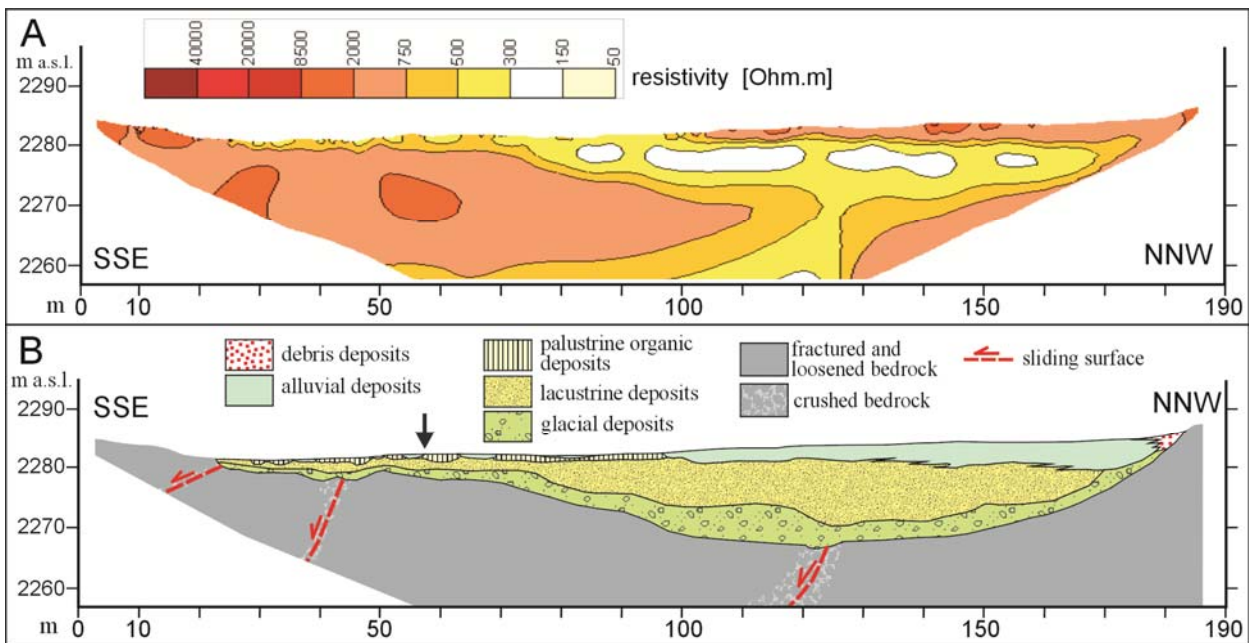 A
40000 20000 8500 2000 750 500 300 150 50
resistivity [Ohm.m]
m a.s.l.
2290
2280
2270
2260
SSE
NNW
m 0 10 50 100 150 190
B
debris deposits
alluvial deposits
palustrine organic
deposits
lacustrine deposits
glacial deposits
fractured and
loosened bedrock
crushed bedrock
sliding surface
m a.s.l.
SSE
NNW
2290
2280
2270
2260
m 0 10 50 100 150 190